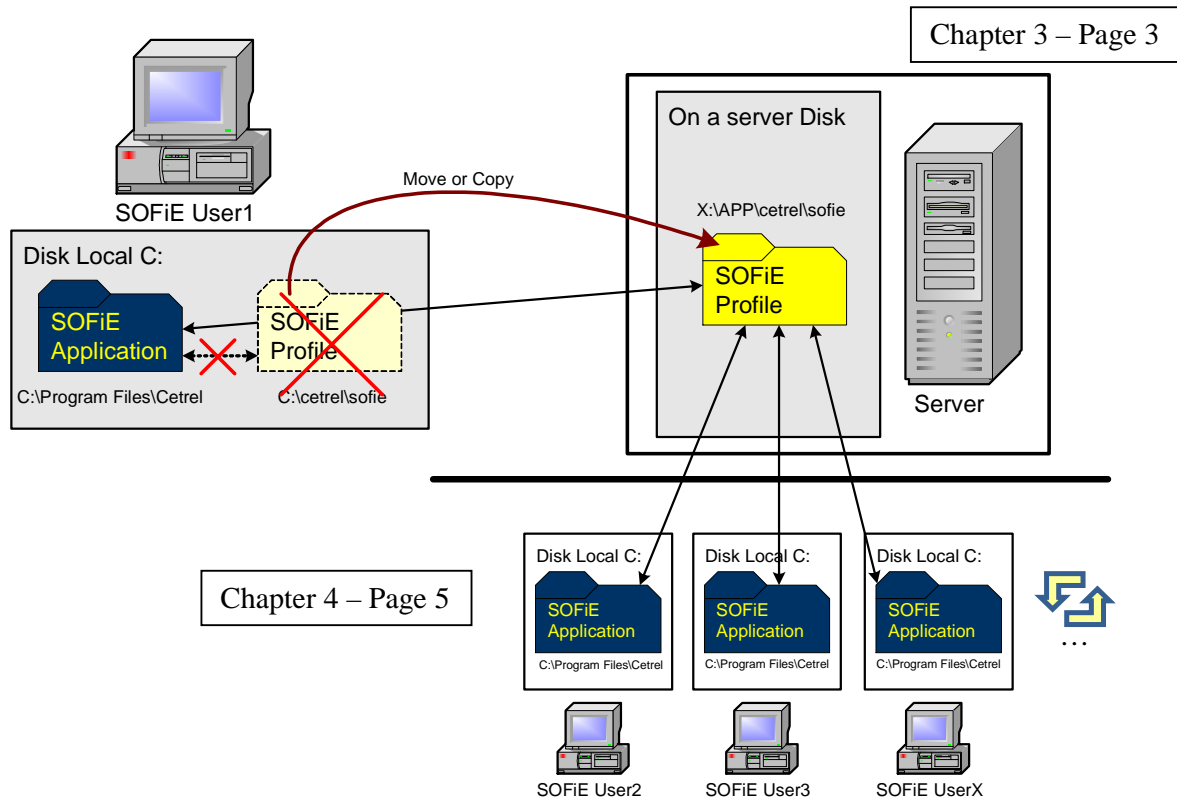 Chapter 3 – Page 3
SOFiE User1
Move or Copy
On a server Disk
X:\APP\cetrel\sofie
SOFiE
Profile
Server
Disk Local C:
SOFiE
Application
C:\Program Files\Cetrel
SOFiE
Profile
C:\cetrel\sofie
Chapter 4 – Page 5
Disk Local C:
SOFiE
Application
C:\Program Files\Cetrel
SOFiE User2
Disk Local C:
SOFiE
Application
C:\Program Files\Cetrel
SOFiE User3
Disk Local C:
SOFiE
Application
C:\Program Files\Cetrel
SOFiE UserX
...